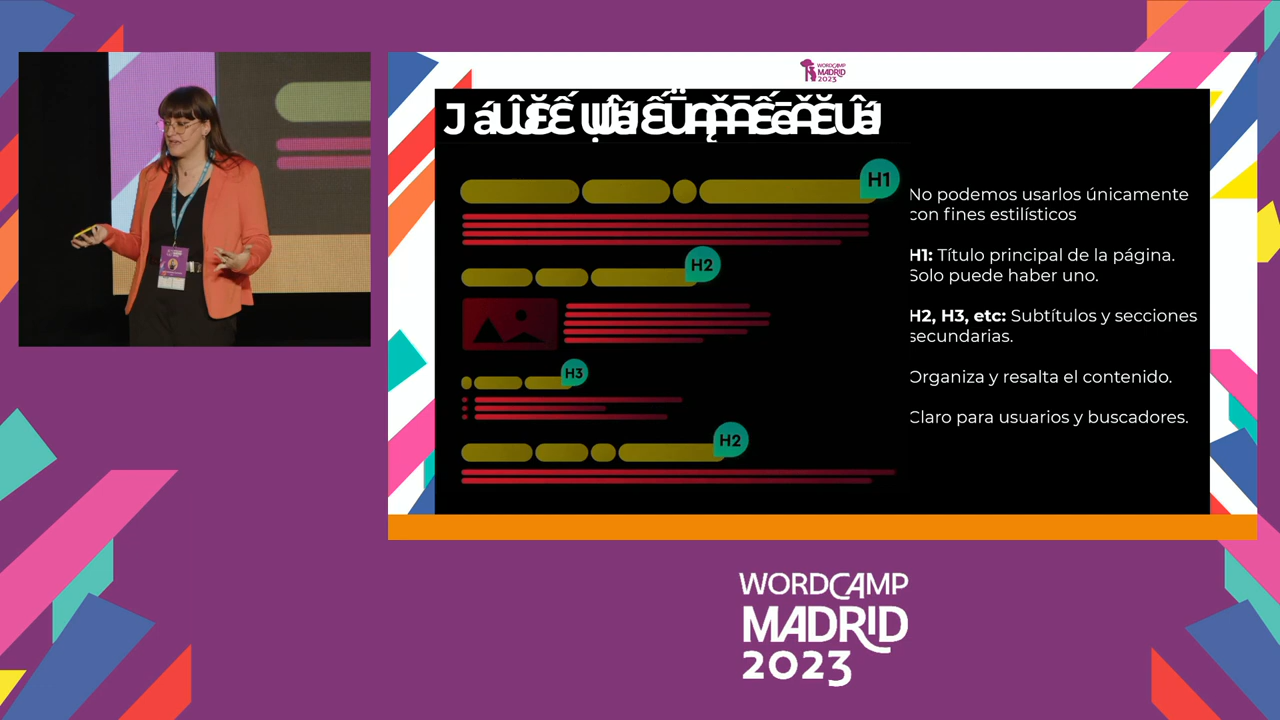 WORDCAMP
MADRID
2023
H1
H2
H3
H2
No podemos usarlos únicamente
con fines estilísticos
H1: Título principal de la página.
Solo puede haber uno.
H2, H3, etc: Subtítulos y secciones
secundarias.
Organiza y resalta el contenido.
Claro para usuarios y buscadores.
WORDCAMP
MADRID
2023